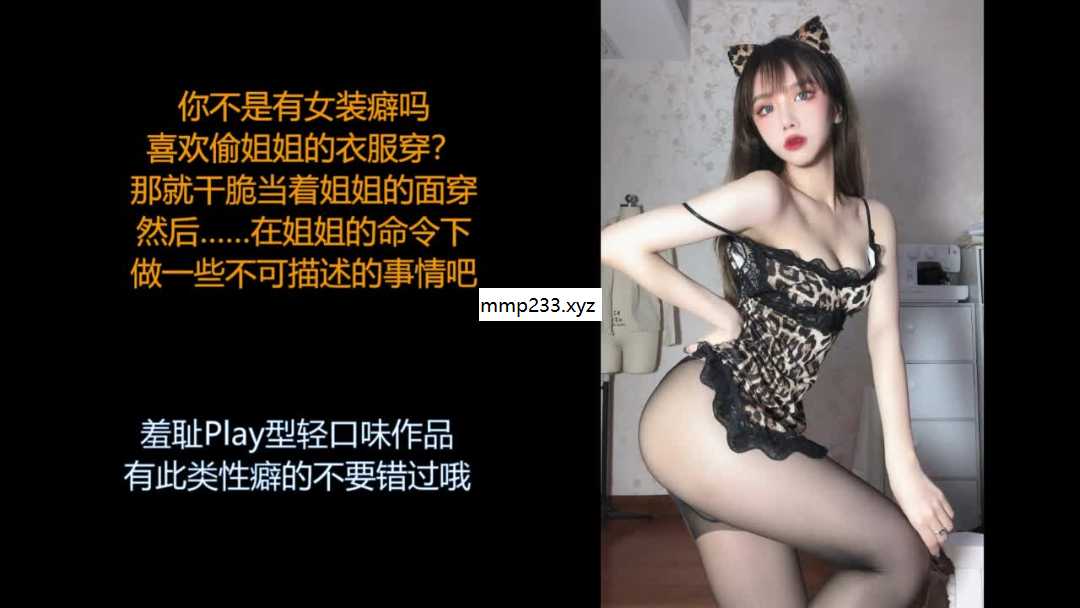 你不是有女装癖吗
喜欢偷姐姐的衣服穿？
那就干脆当着姐姐的面穿
然后……在姐姐的命令下
做一些不可描述的事情吧
mmp233.xyz
羞耻Play型轻口味作品
有此类性癖的不要错过哦